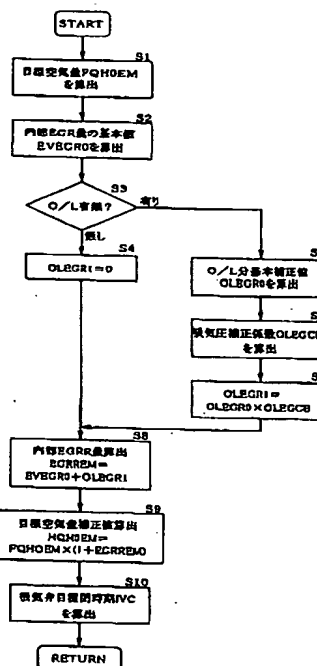 START
S1
目標空気量FQH0EM
を算出
S2
内部EGR量の基本値
EVEGR0を算出
S3
O/L有無?
有り
無し
S4
OLEGR1=0
S
O/L分基本補正値
OLEGR0を算出
S
吸気圧補正係数OLEGC
を算出
S
OLEGR1=
OLEGR0×OLEGCB
S8
内部EGR量算出
EGRREM=
EVEGR0+OLEGR1
S9
目標空気量補正値算出
HQH0EM=
FQH0EM×(1+EGRREM)
S10
吸気弁目標閉時期IVC
を算出
RETURN